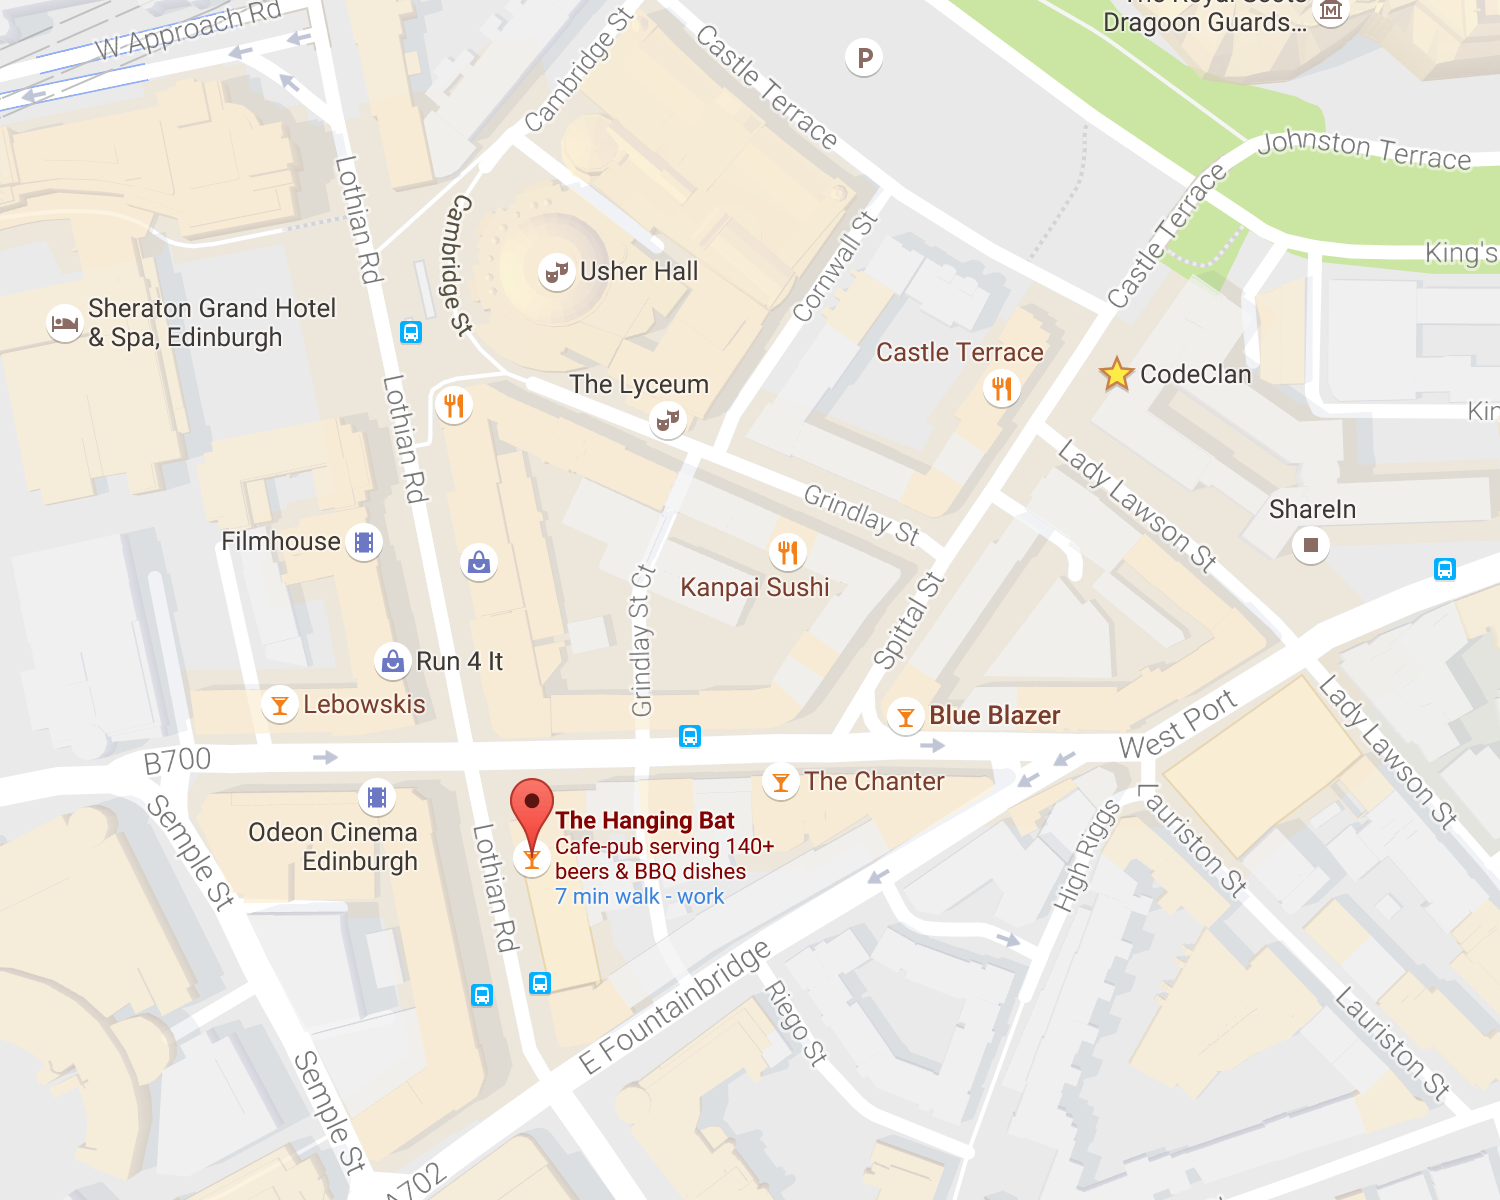 W Approach Rd
Cambridge St
Castle Terrace
P
Dragoon Guards...
Johnston Terrace
Castle Terrace
King's
Lothian Rd
Cambridge St
Usher Hall
Cornwall St
Sheraton Grand Hotel
& Spa, Edinburgh
Castle Terrace
CodeClan
The Lyceum
Lothian Rd
Grindlay St
Lady Lawson St
ShareIn
Filmhouse
Kanpai Sushi
Grindlay St Ct
Spittal St
Run 4 It
Lebowskis
Blue Blazer
West Port
Lady Lawson St
B700
The Chanter
Semple St
Odeon Cinema
Edinburgh
Lothian Rd
The Hanging Bat
Cafe-pub serving 140+
beers & BBQ dishes
7 min walk - work
High Riggs
Lauriston St
E Fountainbridge
Riego St
Lauriston St
Semple St
A702